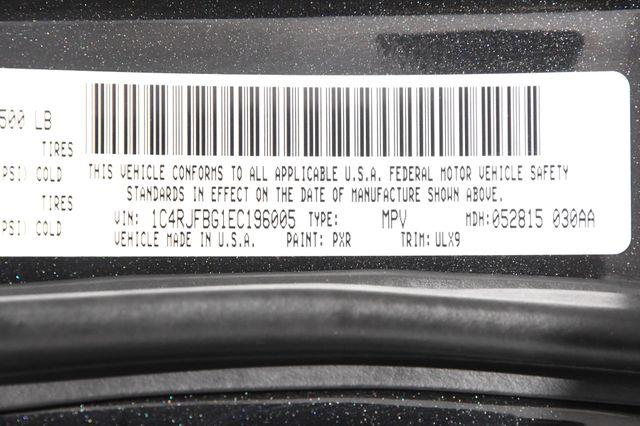 500 LB
TIRES
PSI) COLD
TIRES
PSI) COLD
THIS VEHICLE CONFORMS TO ALL APPLICABLE U.S.A. FEDERAL MOTOR VEHICLE SAFETY
STANDARDS IN EFFECT ON THE DATE OF MANUFACTURE SHOWN ABOVE.
VIN: 1C4RJFBG1EC196005 TYPE: MPV MDH:052815 030AA
VEHICLE MADE IN U.S.A. PAINT: PXR TRIM: ULX9